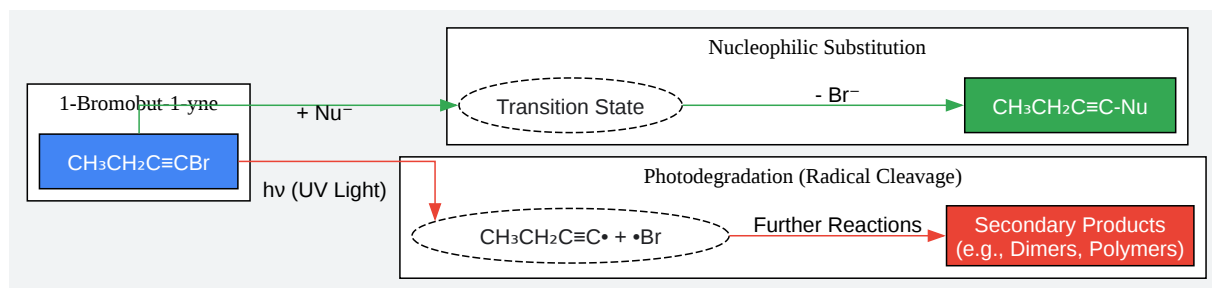 Nucleophilic Substitution
1-Bromobut-1-yne
+ Nu⁻
Transition State
- Br⁻
CH₃CH₂C≡C-Nu
CH₃CH₂C≡CBr
hν (UV Light)
Photodegradation (Radical Cleavage)
CH₃CH₂C≡C• + •Br
Further Reactions
Secondary Products
(e.g., Dimers, Polymers)